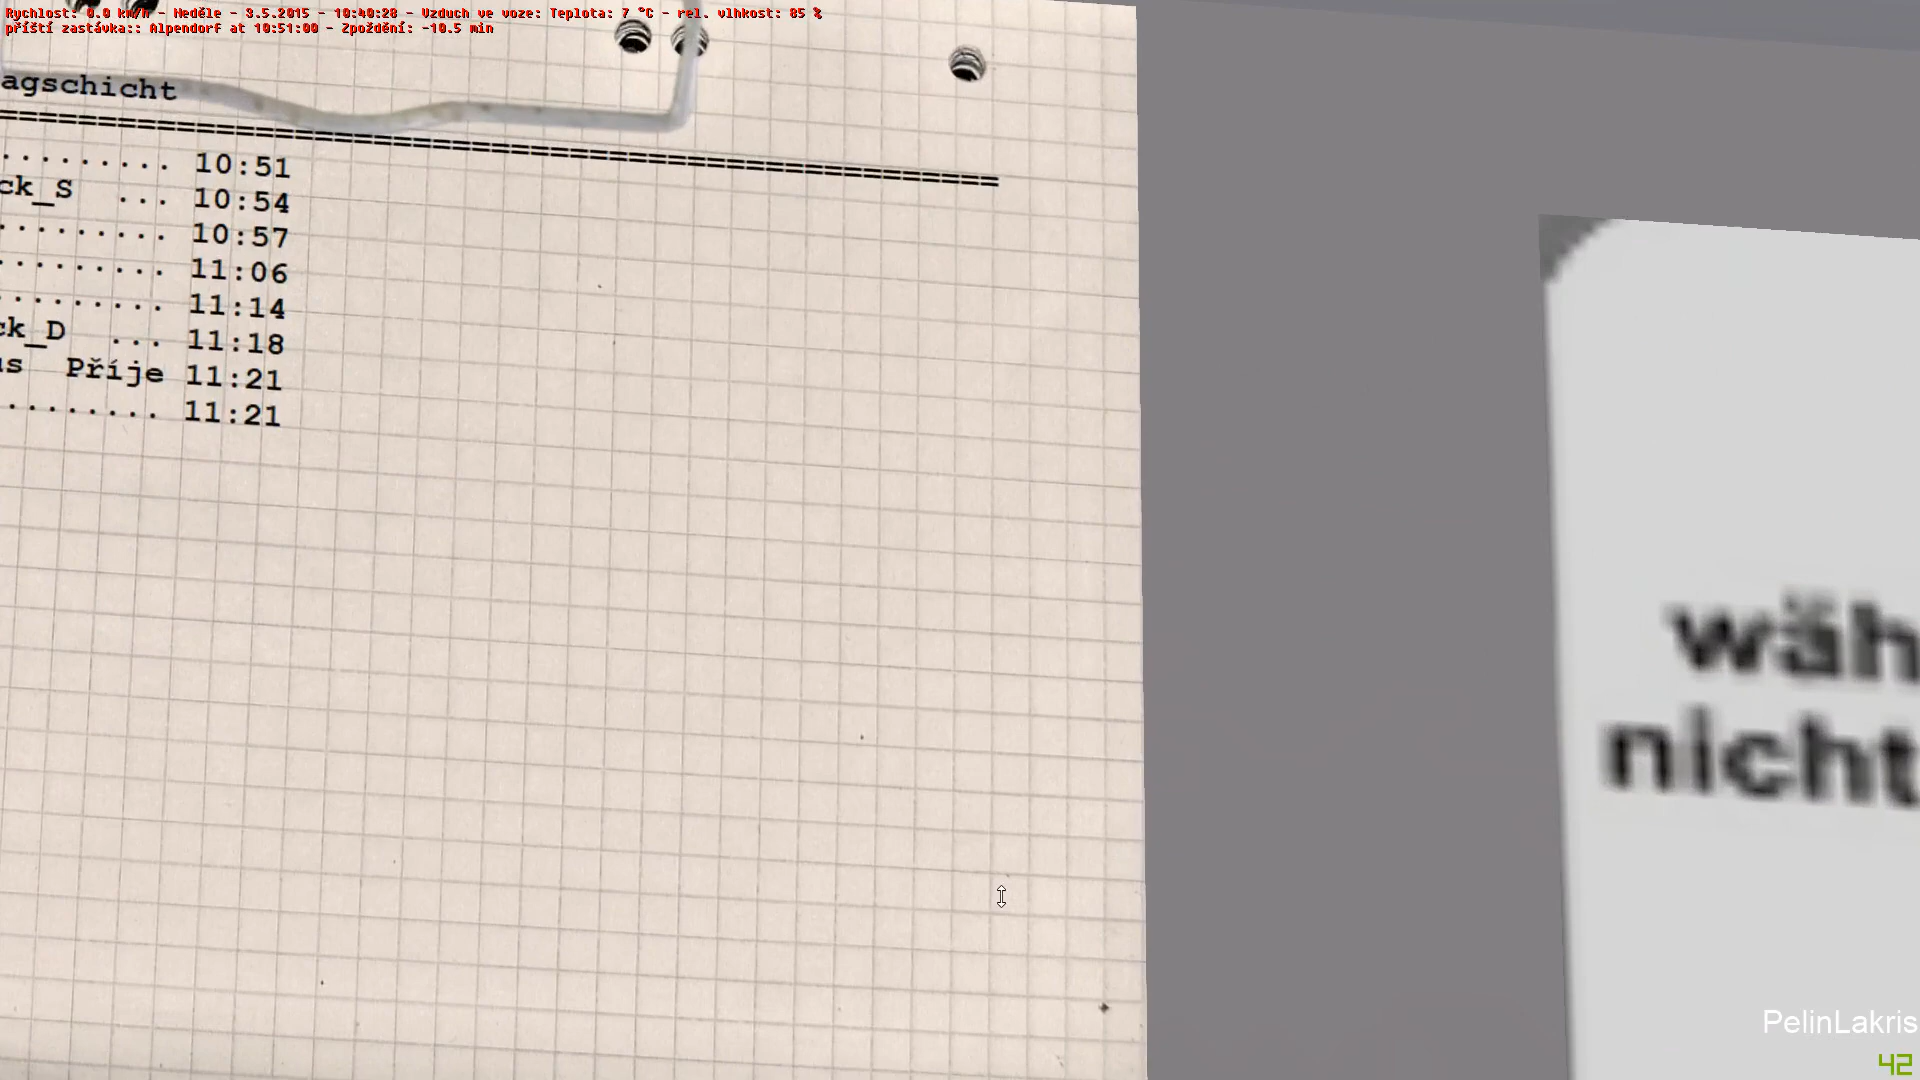 Rychlost: 0.0 km/h - Neděle - 3.5.2015 - 10:40:28 - Vzduch ve voze: Teplota: 7 °C - rel. vlhkost: 85 %
příští zastávka:: Alpendorf at 10:51:00 - Zpoždění: -10.5 min
agschicht
================================================
......... 10:51
ck_S ... 10:54
......... 10:57
......... 11:06
......... 11:14
ck_D ... 11:18
us Příje 11:21
........ 11:21
wäh
nicht
PelinLakris
42